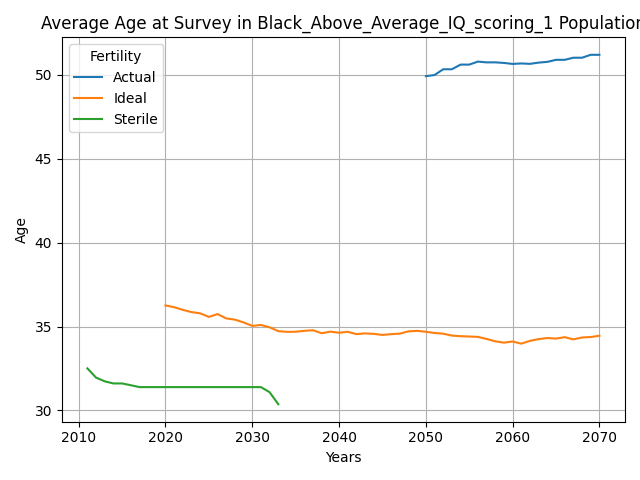 Average Age at Survey in Black_Above_Average_IQ_scoring_1 Population
Fertility
Actual
Ideal
Sterile
50
45
40
35
30
Age
2010 2020 2030 2040 2050 2060 2070
Years